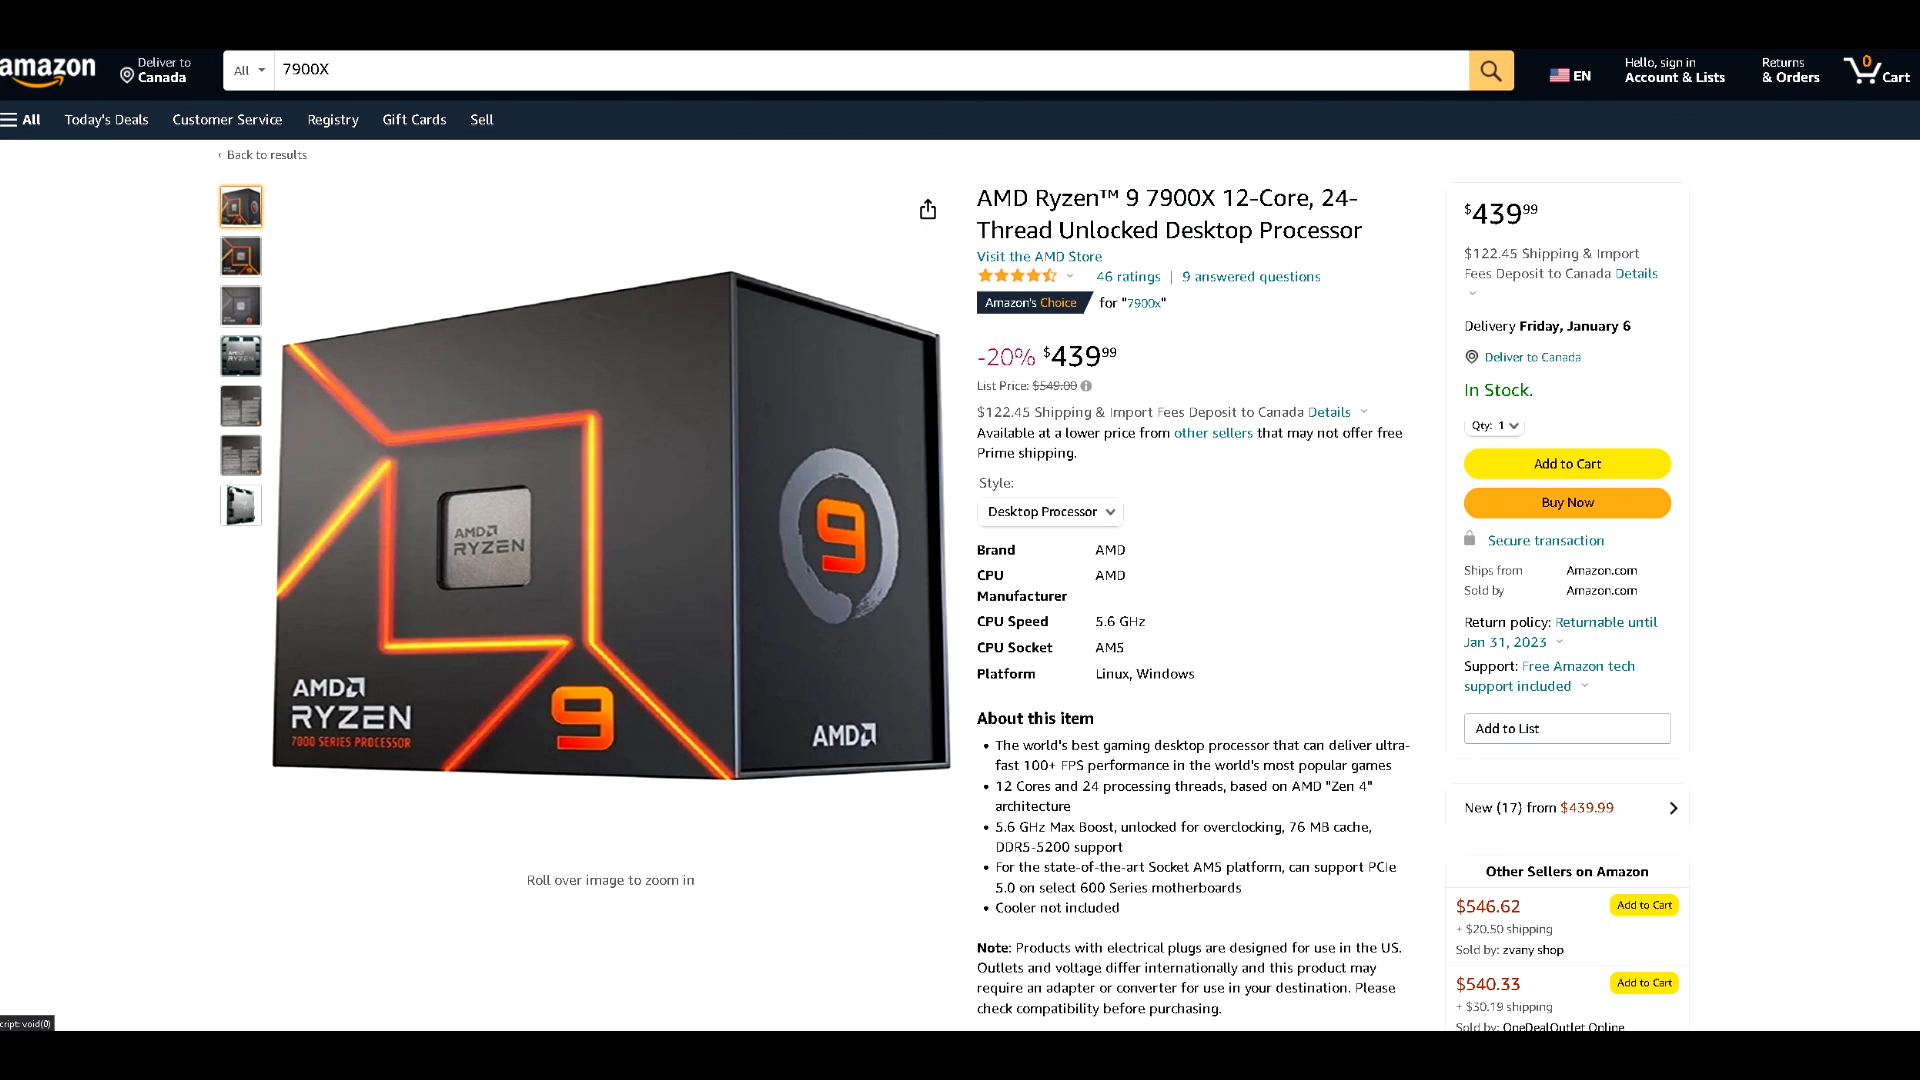 amazon
Deliver to
Canada
All
7900X
EN
Hello, sign in
Account & Lists
Returns
& Orders
0
Cart
All
Today's Deals
Customer Service
Registry
Gift Cards
Sell
‹ Back to results
AMD Ryzen™ 9 7900X 12-Core, 24-
Thread Unlocked Desktop Processor
Visit the AMD Store
46 ratings | 9 answered questions
Amazon's Choice for "7900x"
-20% $439 99
List Price: $549.00
$122.45 Shipping & Import Fees Deposit to Canada Details
Available at a lower price from other sellers that may not offer free
Prime shipping.
Style:
Desktop Processor
Brand AMD
CPU AMD
Manufacturer
CPU Speed 5.6 GHz
CPU Socket AM5
Platform Linux, Windows
About this item
• The world's best gaming desktop processor that can deliver ultra-
fast 100+ FPS performance in the world's most popular games
• 12 Cores and 24 processing threads, based on AMD "Zen 4"
architecture
• 5.6 GHz Max Boost, unlocked for overclocking, 76 MB cache,
DDR5-5200 support
• For the state-of-the-art Socket AM5 platform, can support PCIe
5.0 on select 600 Series motherboards
• Cooler not included
Note: Products with electrical plugs are designed for use in the US.
Outlets and voltage differ internationally and this product may
require an adapter or converter for use in your destination. Please
check compatibility before purchasing.
AMD
RYZEN
9
AMD
RYZEN
7000 SERIES PROCESSOR
9
AMD
Roll over image to zoom in
$439 99
$122.45 Shipping & Import
Fees Deposit to Canada Details
Delivery Friday, January 6
Deliver to Canada
In Stock.
Qty: 1
Add to Cart
Buy Now
Secure transaction
Ships from Amazon.com
Sold by Amazon.com
Return policy: Returnable until
Jan 31, 2023
Support: Free Amazon tech
support included
Add to List
New (17) from $439.99
Other Sellers on Amazon
$546.62
Add to Cart
+ $20.50 shipping
Sold by: zvany shop
$540.33
Add to Cart
+ $30.19 shipping
Sold by: OneDealOutlet Online
cript: void(0)